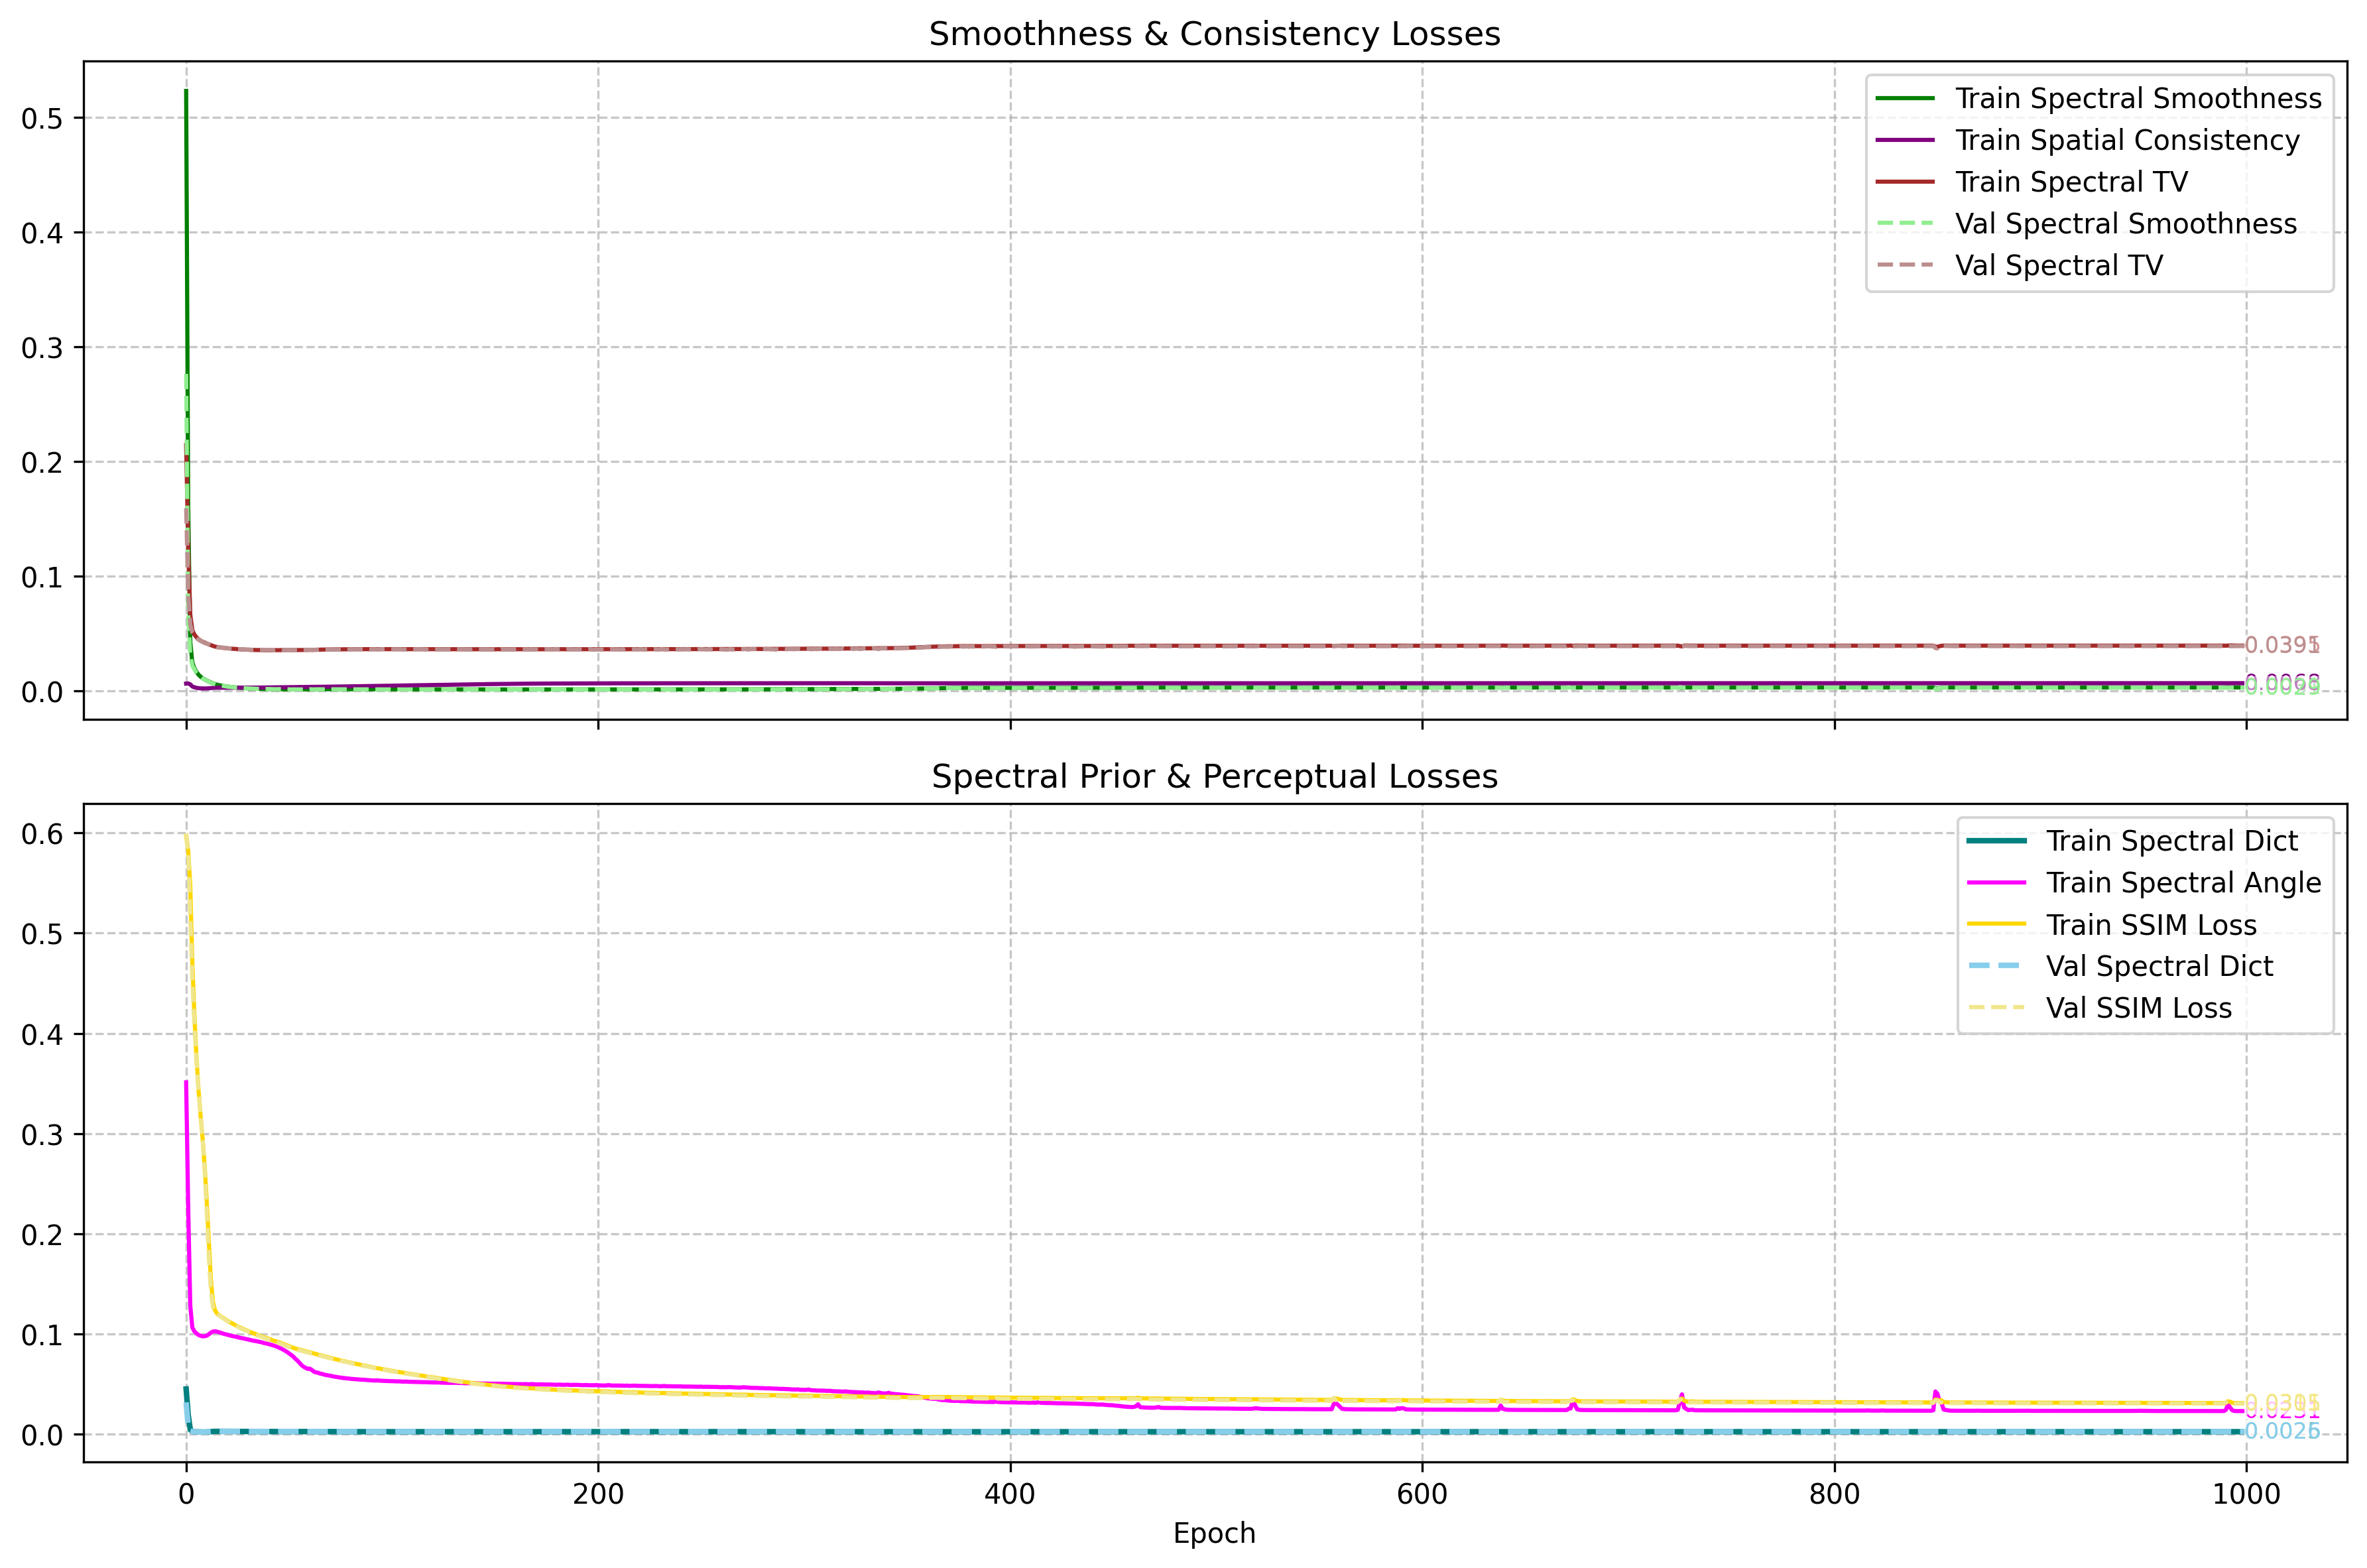 Smoothness & Consistency Losses
0.5
0.4
0.3
0.2
0.1
0.0
Train Spectral Smoothness
Train Spatial Consistency
Train Spectral TV
Val Spectral Smoothness
Val Spectral TV
Spectral Prior & Perceptual Losses
0.6
0.5
0.4
0.3
0.2
0.1
0.0
Train Spectral Dict
Train Spectral Angle
Train SSIM Loss
Val Spectral Dict
Val SSIM Loss
0.0231
0
200
400
600
800
1000
Epoch